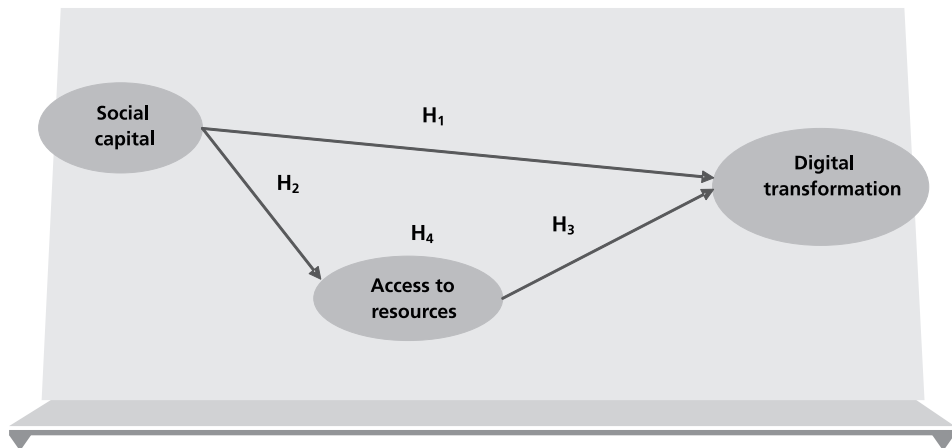 Social
capital
H₁
Digital
transformation
H₂
H₄
H₃
Access to
resources